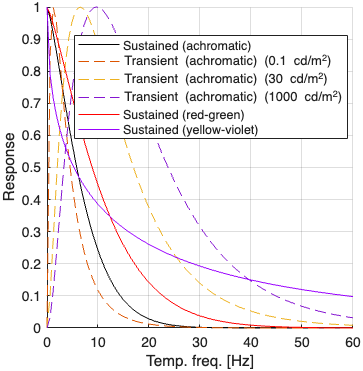 1
0.9
0.8
0.7
0.6
0.5
0.4
0.3
0.2
0.1
0
Response
Sustained (achromatic)
Transient (achromatic) (0.1 cd/m²)
Transient (achromatic) (30 cd/m²)
Transient (achromatic) (1000 cd/m²)
Sustained (red-green)
Sustained (yellow-violet)
0 10 20 30 40 50 60
Temp. freq. [Hz]